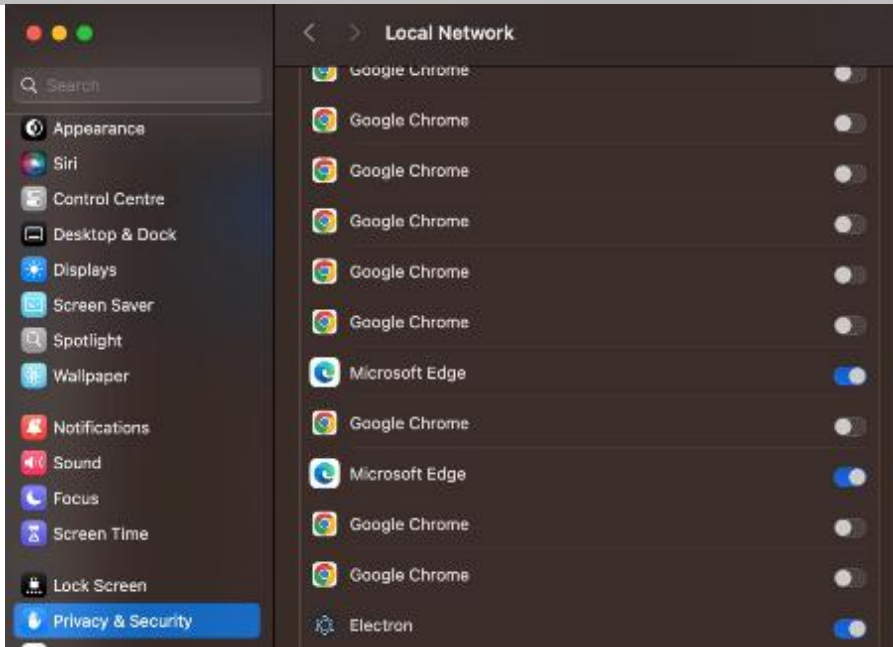 Local Network
Search
Appearance
Siri
Control Centre
Desktop & Dock
Displays
Screen Saver
Spotlight
Wallpaper
Notifications
Sound
Focus
Screen Time
Lock Screen
Privacy & Security
Google Chrome
Google Chrome
Google Chrome
Google Chrome
Google Chrome
Google Chrome
Microsoft Edge
Google Chrome
Microsoft Edge
Google Chrome
Google Chrome
Electron